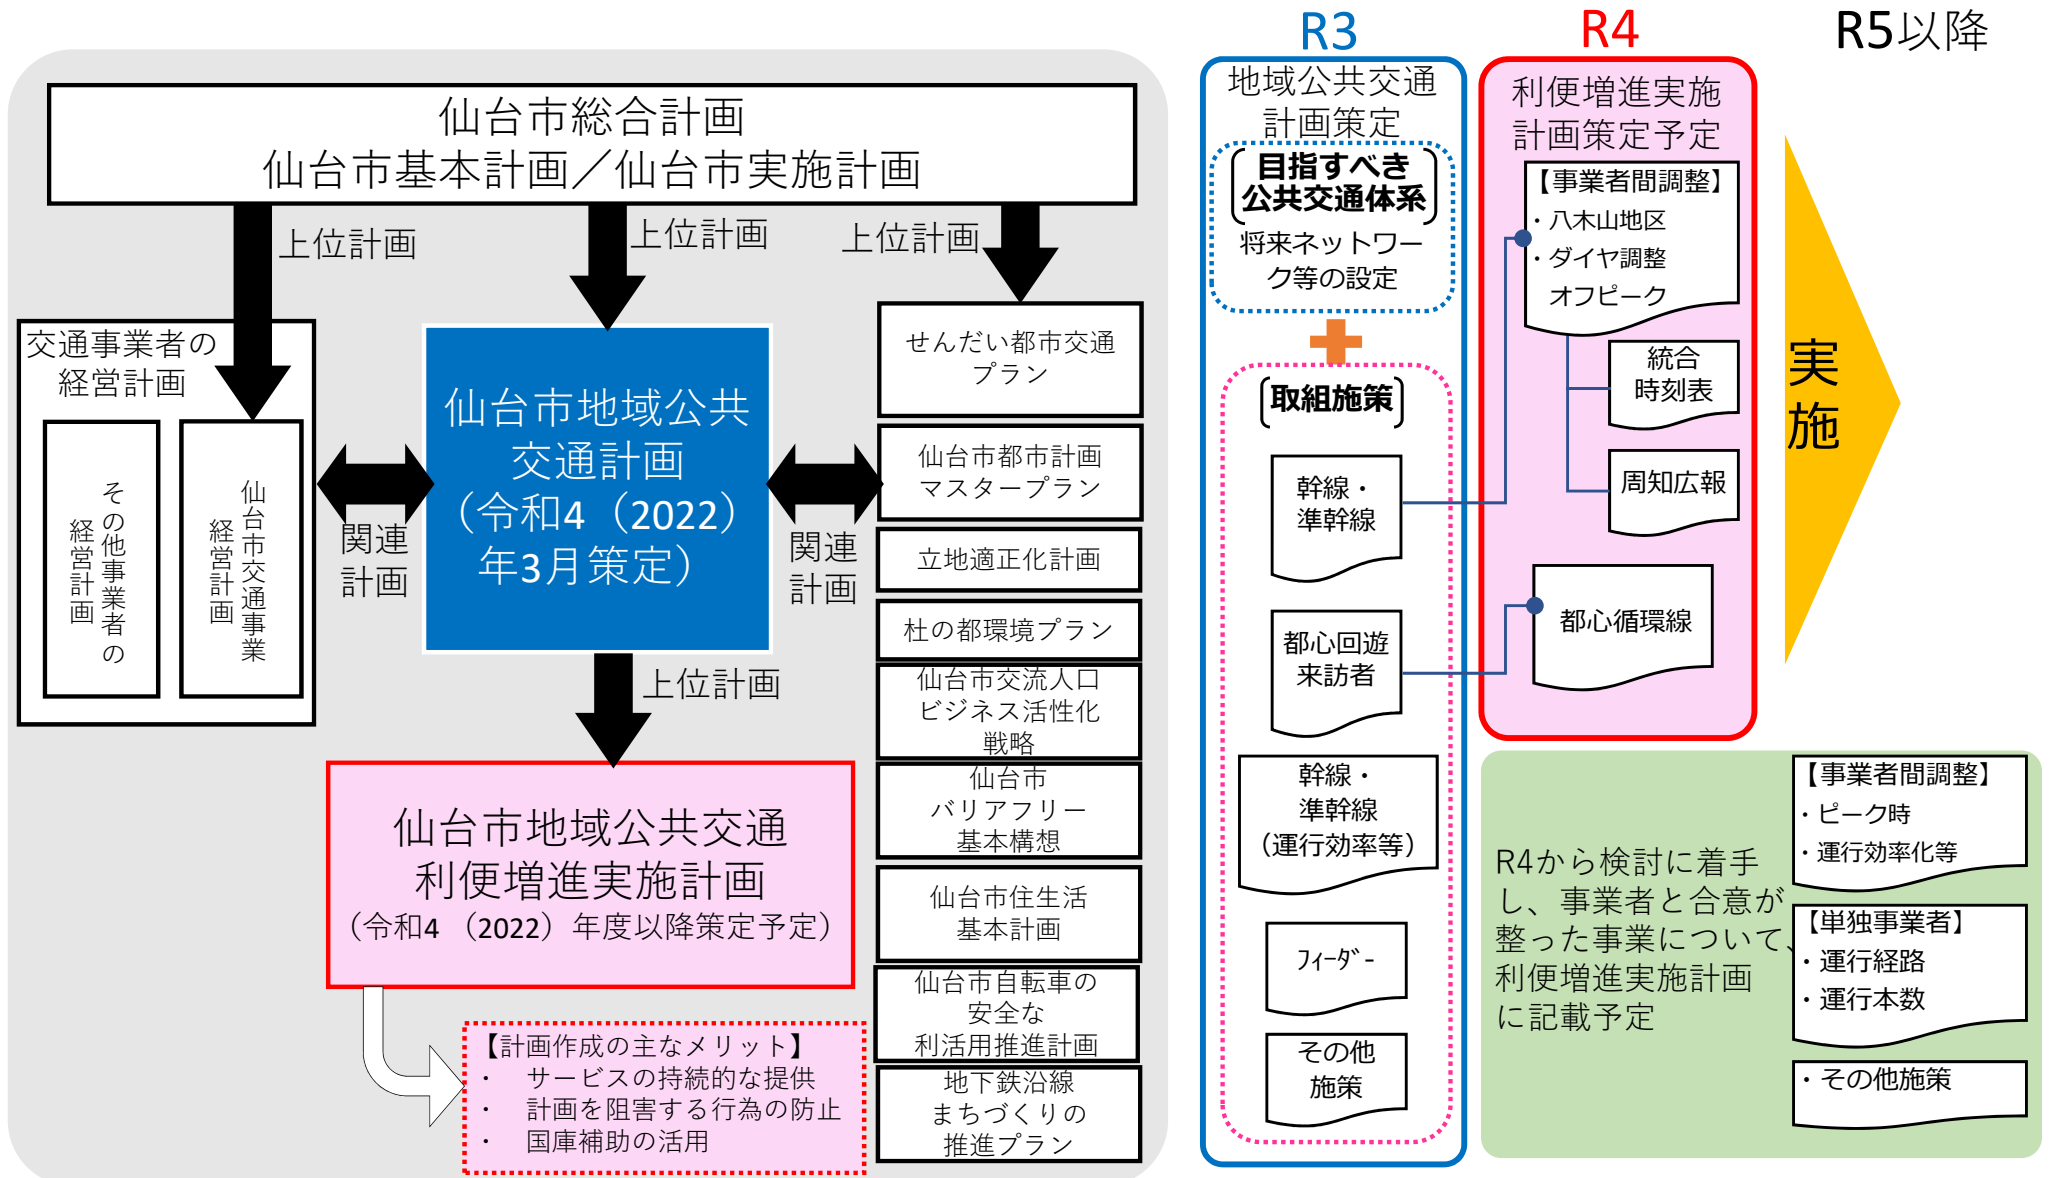 仙台市総合計画
仙台市基本計画／仙台市実施計画
上位計画
上位計画
上位計画
交通事業者の
経営計画
その他事業者の
経営計画
仙台市交通事業
経営計画
関連
計画
仙台市地域公共
交通計画
（令和4（2022）
年3月策定）
関連
計画
せんだい都市交通
プラン
仙台市都市計画
マスタープラン
立地適正化計画
杜の都環境プラン
仙台市交流人口
ビジネス活性化
戦略
仙台市
バリアフリー
基本構想
仙台市住生活
基本計画
仙台市自転車の
安全な
利活用推進計画
地下鉄沿線
まちづくりの
推進プラン
上位計画
仙台市地域公共交通
利便増進実施計画
（令和4（2022）年度以降策定予定）
【計画作成の主なメリット】
・　サービスの持続的な提供
・　計画を阻害する行為の防止
・　国庫補助の活用
R3
地域公共交通
計画策定
目指すべき
公共交通体系
将来ネットワー
ク等の設定
取組施策
幹線・
準幹線
都心回遊
来訪者
幹線・
準幹線
（運行効率等）
ﾌｨｰﾀﾞｰ
その他
施策
R4
利便増進実施
計画策定予定
【事業者間調整】
・八木山地区
・ダイヤ調整
オフピーク
統合
時刻表
周知広報
都心循環線
R5以降
実
施
R4から検討に着手
し、事業者と合意が
整った事業について、
利便増進実施計画
に記載予定
【事業者間調整】
・ピーク時
・運行効率化等
【単独事業者】
・運行経路
・運行本数
・その他施策